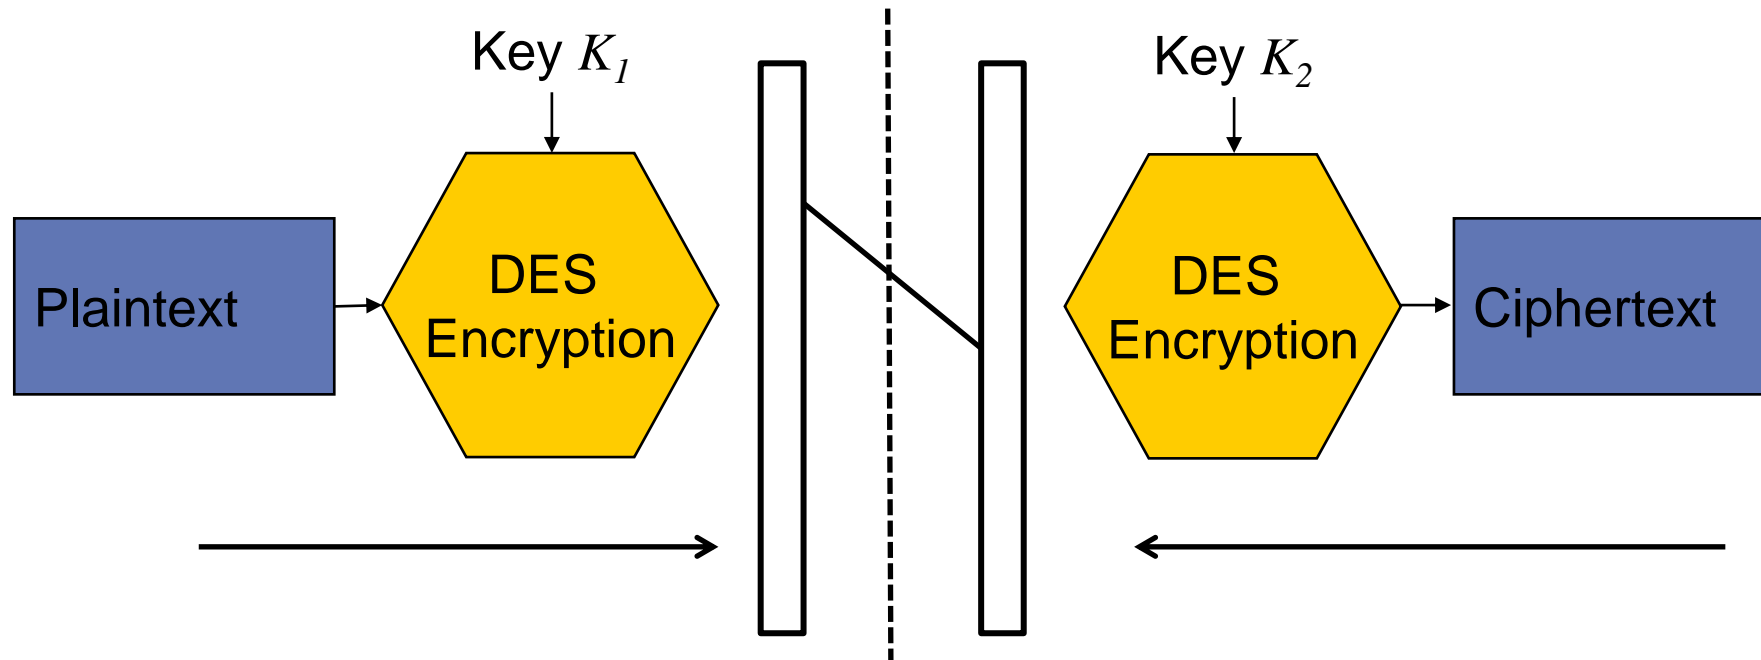 Key K1
Key K2
Plaintext
DES
Encryption
DES
Encryption
Ciphertext